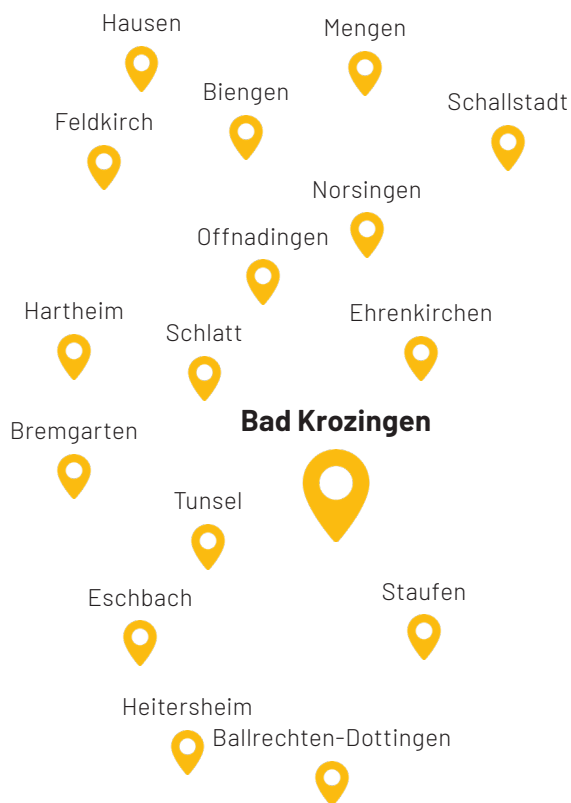 Hausen
Mengen
Biengen
Schallstadt
Feldkirch
Norsingen
Offnadingen
Hartheim
Ehrenkirchen
Schlatt
Bad Krozingen
Bremgarten
Tunsel
Staufen
Eschbach
Heitersheim
Ballrechten-Dottingen